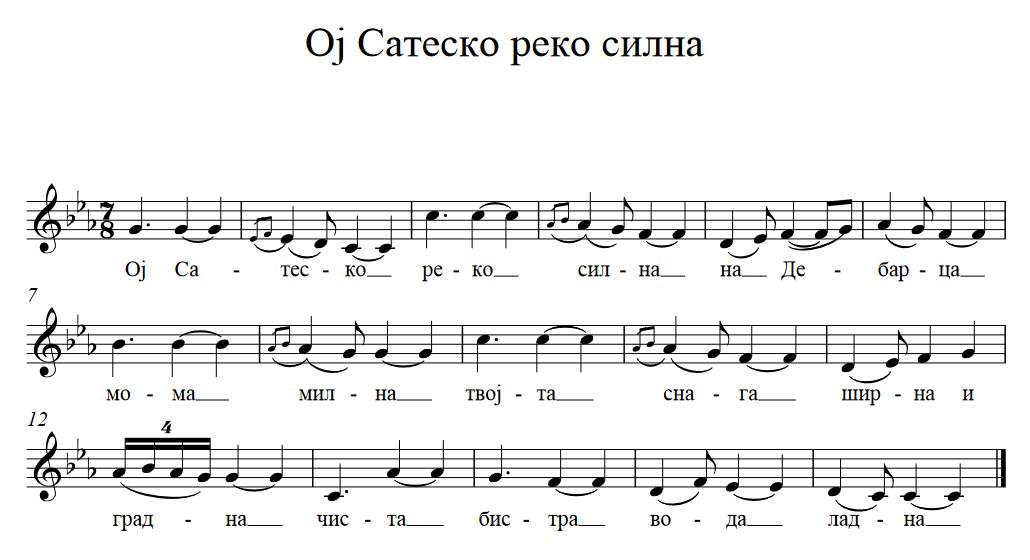 Ој Сатеско реко силна
7
8
Ој Са - тес - ко__ ре - ко__ сил - на__ на__ Де - бар - ца__
7
мо - ма__ мил - на__ твој - та__ сна - га__ шир - на и
12
4
град - на__ чис - та__ бис - тра__ во - да__ лад - на__